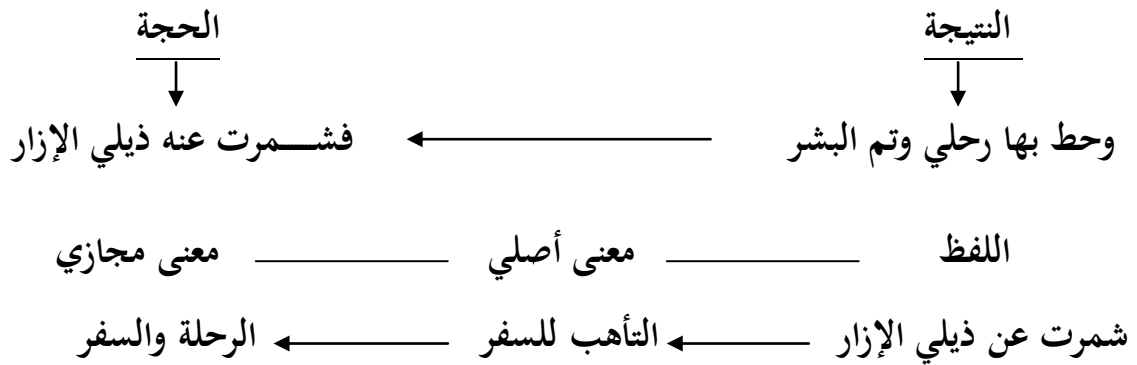 النتيجة الحجة
وحط بها رحلي وتم البشر فشمرت عنه ذيلي الإزار
اللفظ معنى أصلي معنى مجازي
شمرت عن ذيلي الإزار التأهب للسفر الرحلة والسفر